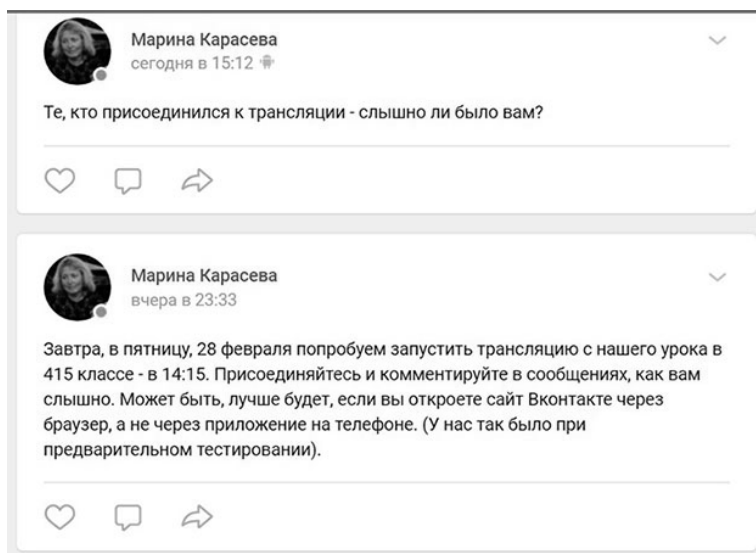 Марина Карасева
сегодня в 15:12
Те, кто присоединился к трансляции - слышно ли было вам?
Марина Карасева
вчера в 23:33
Завтра, в пятницу, 28 февраля попробуем запустить трансляцию с нашего урока в
415 классе - в 14:15. Присоединяйтесь и комментируйте в сообщениях, как вам
слышно. Может быть, лучше будет, если вы откроете сайт Вконтакте через
браузер, а не через приложение на телефоне. (У нас так было при
предварительном тестировании).